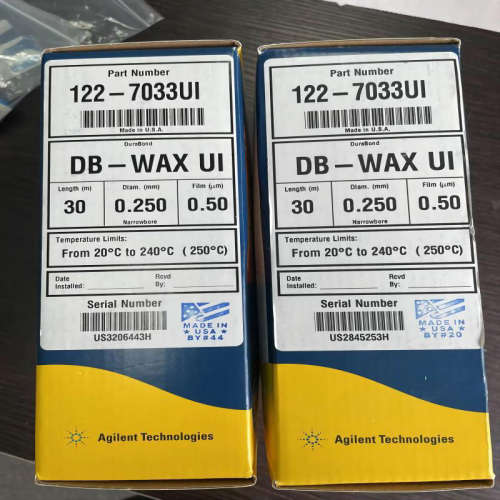 Part Number
122-7033UI
Made in U.S.A.
DuraBond
DB-WAX UI
Length (m) Diam. (mm) Film (µm)
30 0.250 0.50
Narrowbore
Temperature Limits:
From 20°C to 240°C (250°C)
Date Installed: Rcvd By:
Serial Number
US3206443H
MADE IN
USA
BY#44
Agilent Technologies
Part Number
122-7033UI
Made in U.S.A.
DuraBond
DB-WAX UI
Length (m) Diam. (mm) Film (µm)
30 0.250 0.50
Narrowbore
Temperature Limits:
From 20°C to 240°C (250°C)
Date Installed: Rcvd By:
Serial Number
US2845253H
MADE IN
USA
BY#20
Agilent Technologies